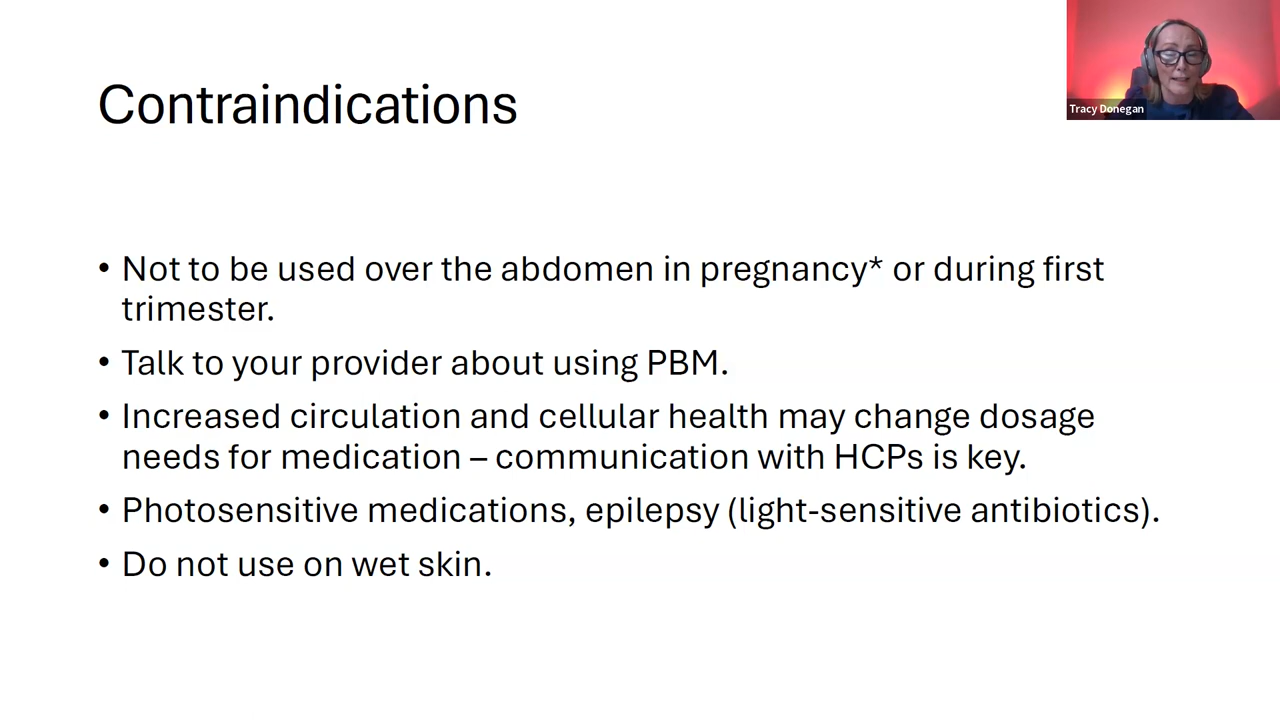 Contraindications
Tracy Donegan
• Not to be used over the abdomen in pregnancy* or during first
trimester.
• Talk to your provider about using PBM.
• Increased circulation and cellular health may change dosage
needs for medication – communication with HCPs is key.
• Photosensitive medications, epilepsy (light-sensitive antibiotics).
• Do not use on wet skin.